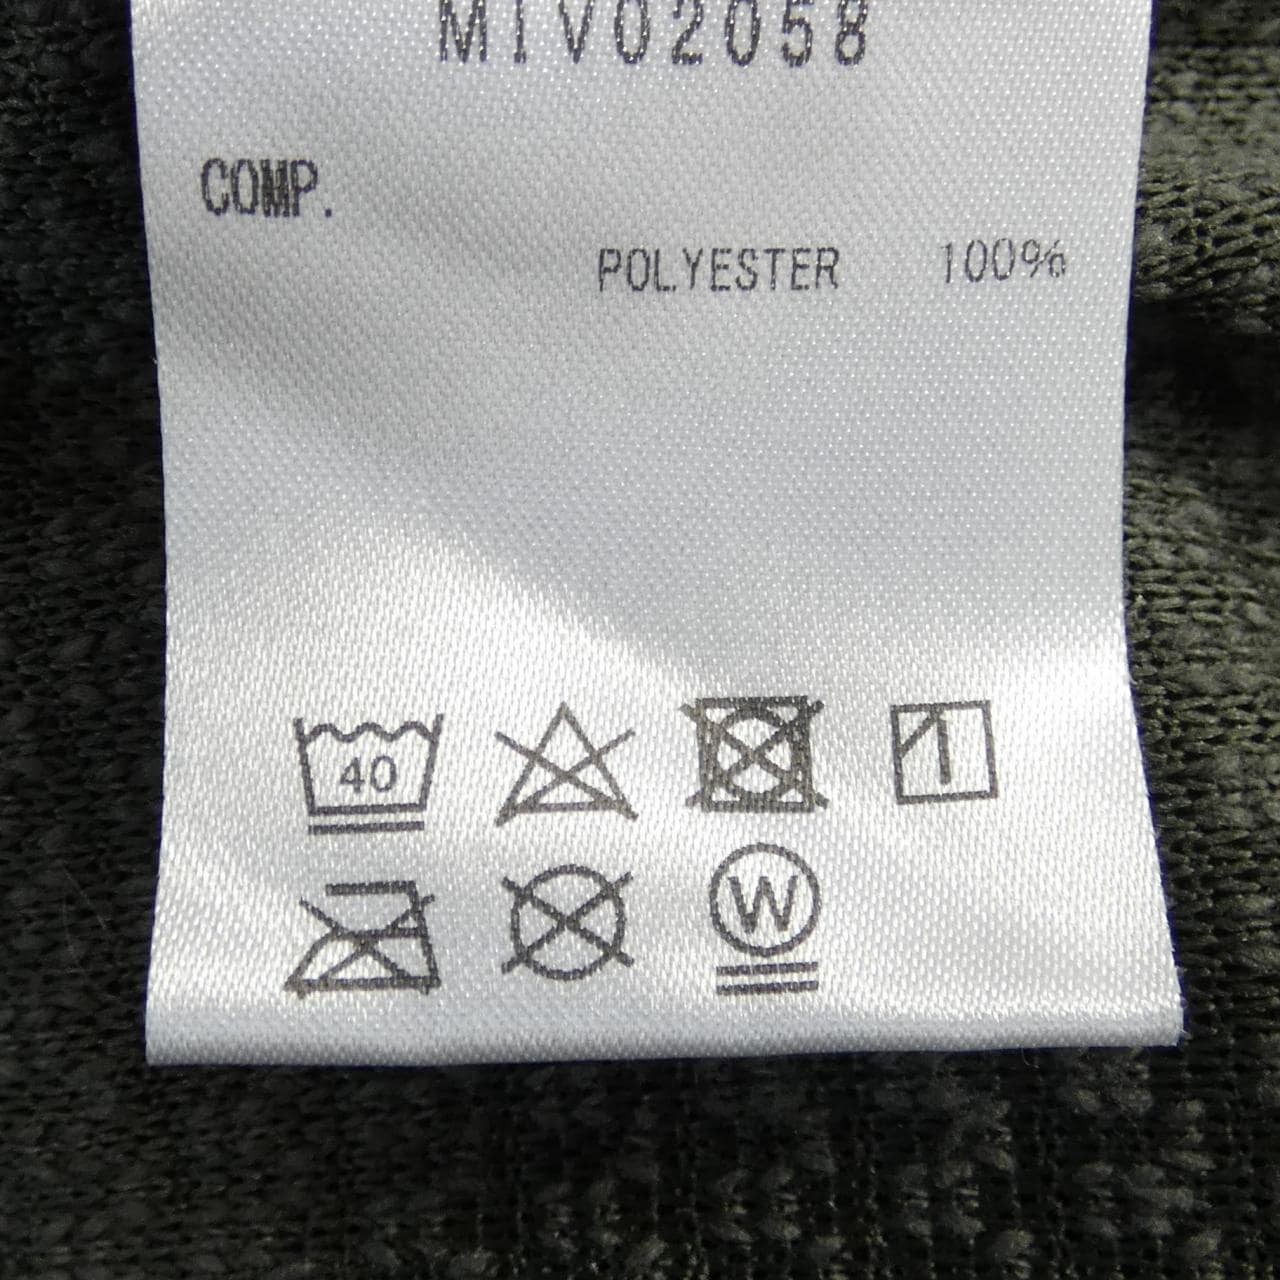 MIV02058
COMP.
POLYESTER 100%
40
W